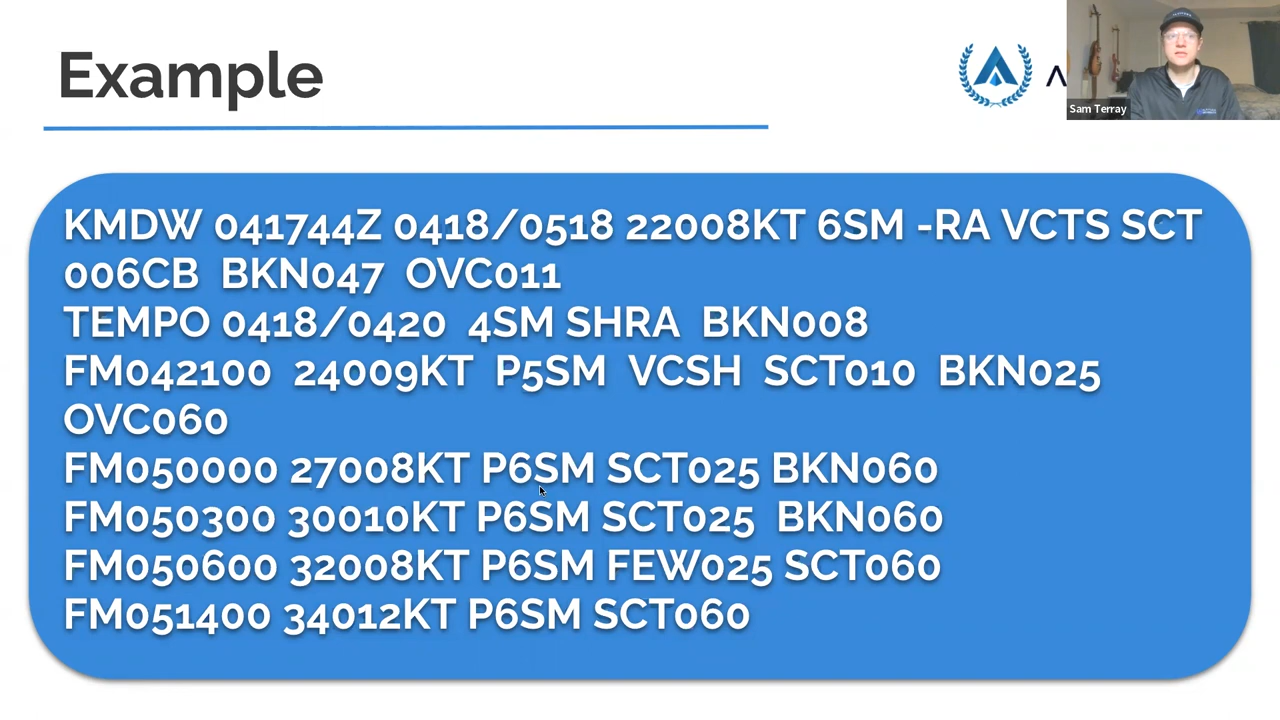 Example
Sam Terray
KMDW 041744Z 0418/0518 22008KT 6SM -RA VCTS SCT
006CB BKN047 OVC011
TEMPO 0418/0420 4SM SHRA BKN008
FM042100 24009KT P5SM VCSH SCT010 BKN025
OVC060
FM050000 27008KT P6SM SCT025 BKN060
FM050300 30010KT P6SM SCT025 BKN060
FM050600 32008KT P6SM FEW025 SCT060
FM051400 34012KT P6SM SCT060